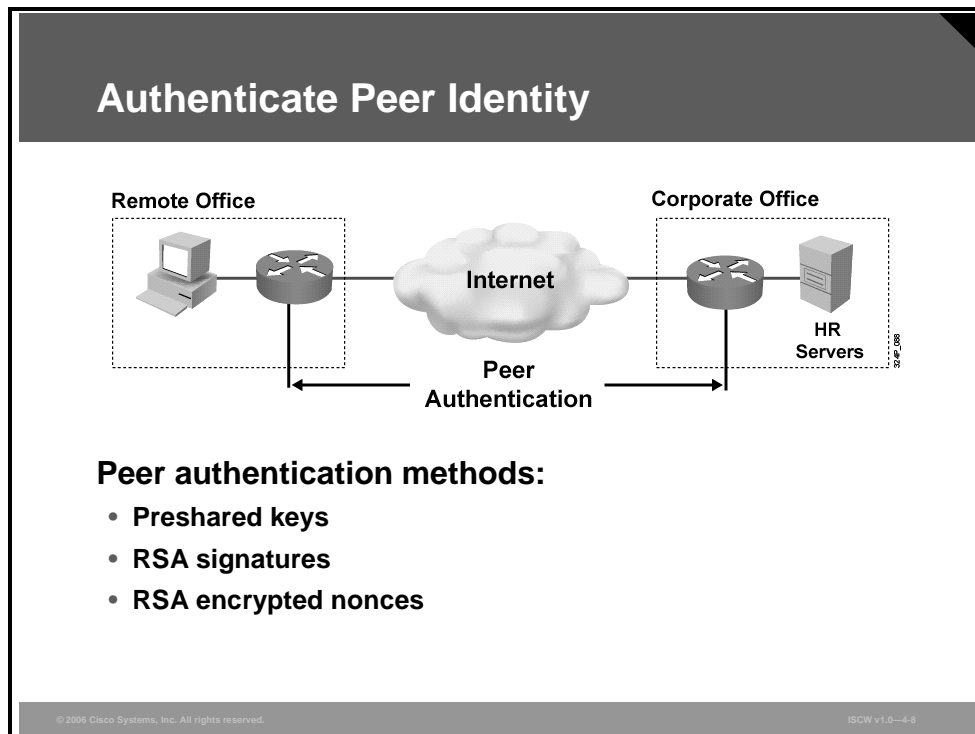 Authenticate Peer Identity
Remote Office
Corporate Office
Internet
HR
Servers
Peer
Authentication
Peer authentication methods:
• Preshared keys
• RSA signatures
• RSA encrypted nonces
© 2006 Cisco Systems, Inc. All rights reserved.
ISCW v1.0—4-8